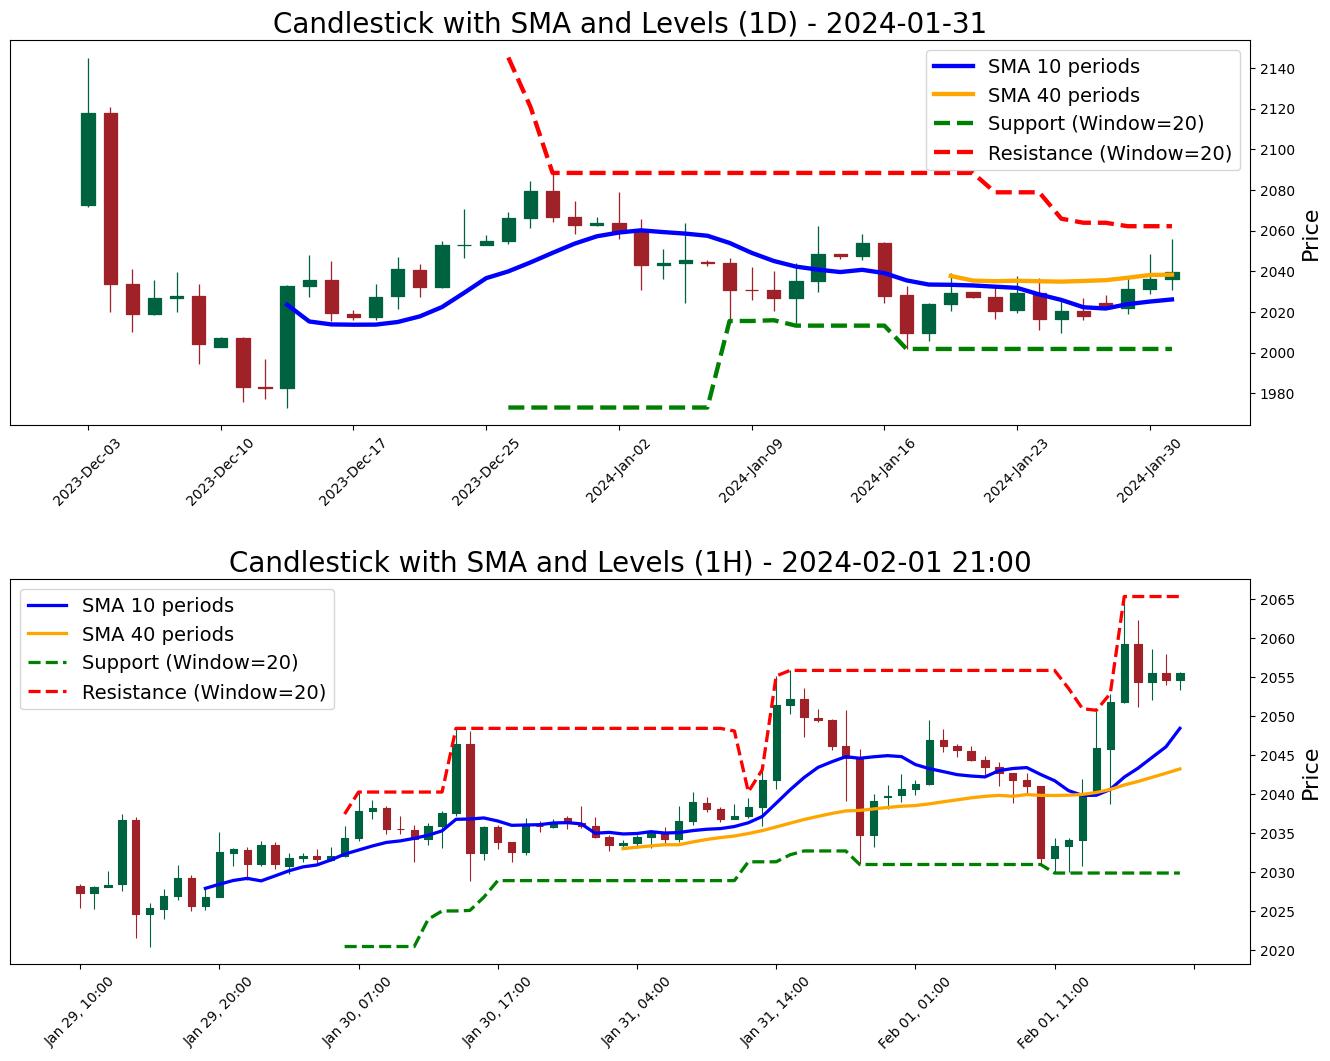 Candlestick with SMA and Levels (1D) - 2024-01-31
SMA 10 periods
SMA 40 periods
Support (Window=20)
Resistance (Window=20)
2140
2120
2100
2080
2060
2040
2020
2000
1980
Price
2023-Dec-03
2023-Dec-10
2023-Dec-17
2023-Dec-25
2024-Jan-02
2024-Jan-09
2024-Jan-16
2024-Jan-23
2024-Jan-30
Candlestick with SMA and Levels (1H) - 2024-02-01 21:00
SMA 10 periods
SMA 40 periods
Support (Window=20)
Resistance (Window=20)
2065
2060
2055
2050
2045
2040
2035
2030
2025
2020
Price
Jan 29, 10:00
Jan 29, 20:00
Jan 30, 07:00
Jan 30, 17:00
Jan 31, 04:00
Jan 31, 14:00
Feb 01, 01:00
Feb 01, 11:00